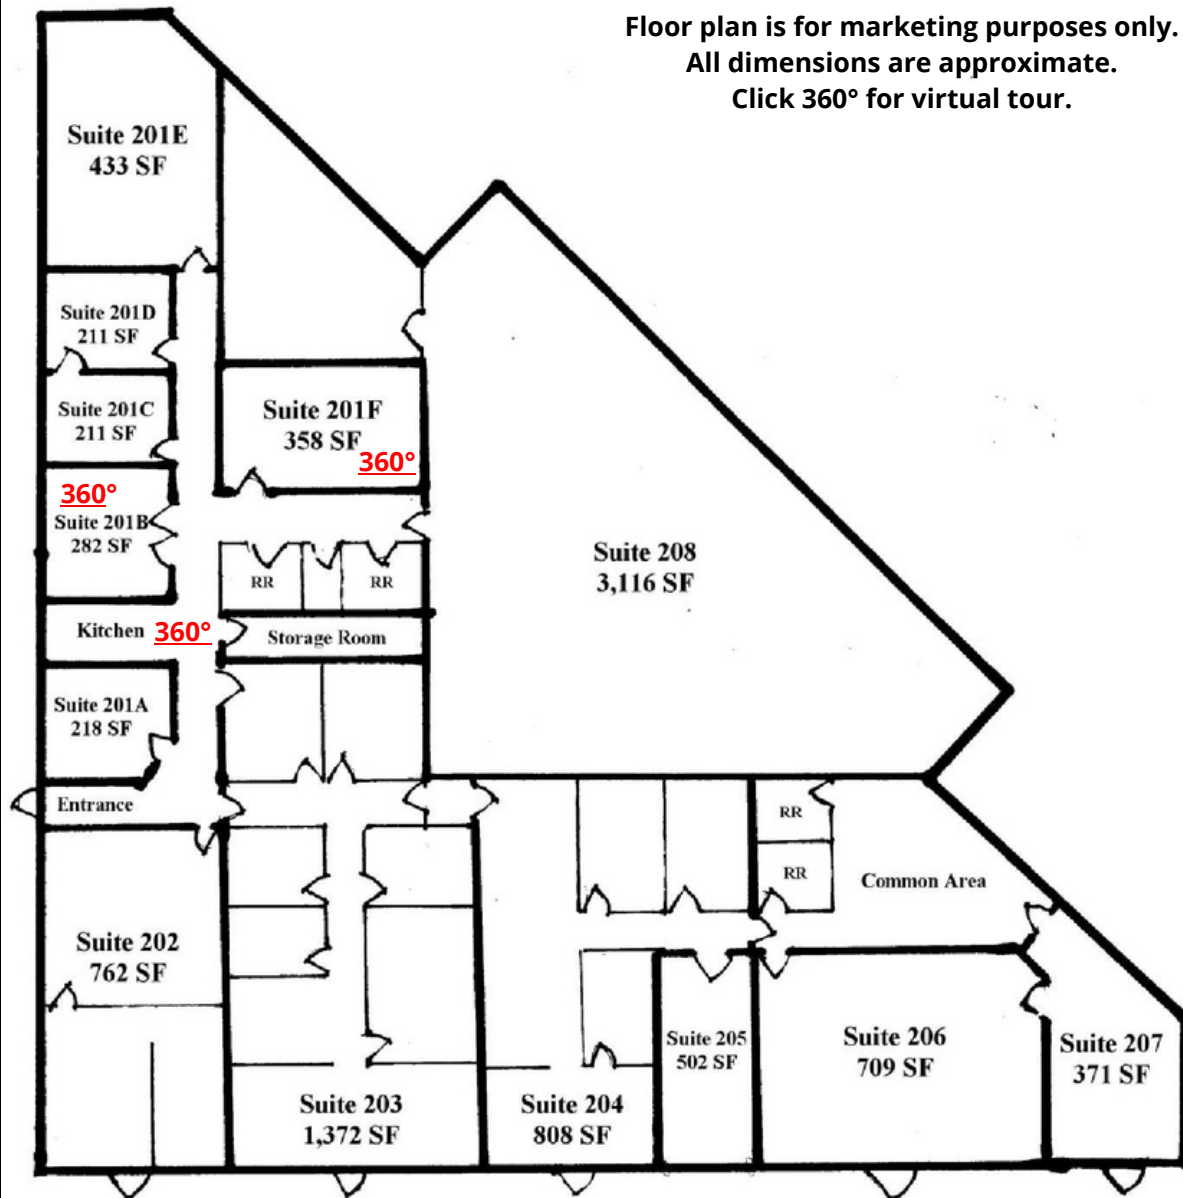 Floor plan is for marketing purposes only.
All dimensions are approximate.
Click 360° for virtual tour.
Suite 201E
433 SF
Suite 201D
211 SF
Suite 201C
211 SF
Suite 201F
358 SF
360°
360°
Suite 201B
282 SF
RR
RR
Suite 208
3,116 SF
Kitchen
360°
Storage Room
Suite 201A
218 SF
Entrance
RR
RR
Common Area
Suite 202
762 SF
Suite 205
502 SF
Suite 206
709 SF
Suite 207
371 SF
Suite 203
1,372 SF
Suite 204
808 SF